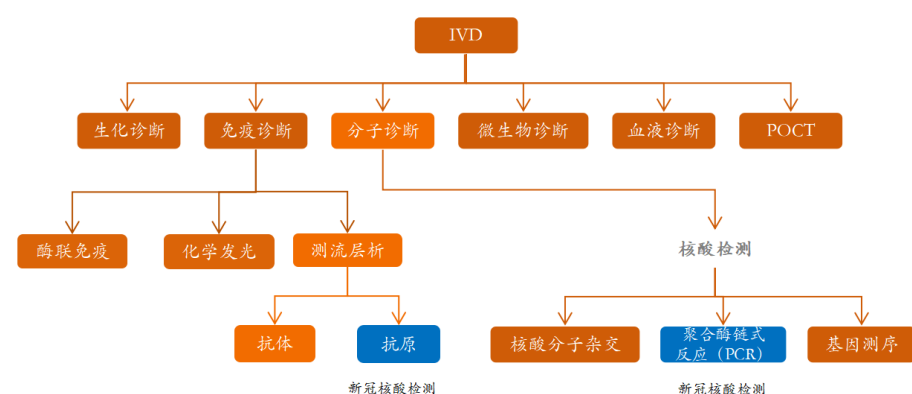 IVD
生化诊断
免疫诊断
分子诊断
微生物诊断
血液诊断
POCT
酶联免疫
化学发光
测流层析
核酸检测
抗体
抗原
核酸分子杂交
聚合酶链式
反应（PCR）
基因测序
新冠核酸检测
新冠核酸检测